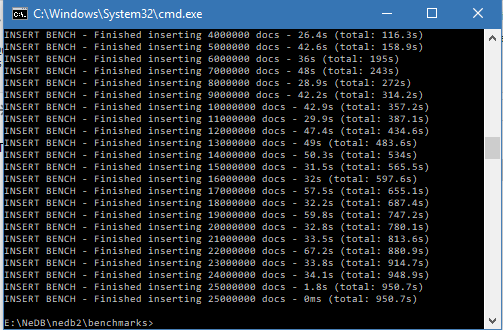 C:\Windows\System32\cmd.exe
INSERT BENCH - Finished inserting 4000000 docs - 26.4s (total: 116.3s)
INSERT BENCH - Finished inserting 5000000 docs - 42.6s (total: 158.9s)
INSERT BENCH - Finished inserting 6000000 docs - 36s (total: 195s)
INSERT BENCH - Finished inserting 7000000 docs - 48s (total: 243s)
INSERT BENCH - Finished inserting 8000000 docs - 28.9s (total: 272s)
INSERT BENCH - Finished inserting 9000000 docs - 42.2s (total: 314.2s)
INSERT BENCH - Finished inserting 10000000 docs - 42.9s (total: 357.2s)
INSERT BENCH - Finished inserting 11000000 docs - 29.9s (total: 387.1s)
INSERT BENCH - Finished inserting 12000000 docs - 47.4s (total: 434.6s)
INSERT BENCH - Finished inserting 13000000 docs - 49s (total: 483.6s)
INSERT BENCH - Finished inserting 14000000 docs - 50.3s (total: 534s)
INSERT BENCH - Finished inserting 15000000 docs - 31.5s (total: 565.5s)
INSERT BENCH - Finished inserting 16000000 docs - 32s (total: 597.6s)
INSERT BENCH - Finished inserting 17000000 docs - 57.5s (total: 655.1s)
INSERT BENCH - Finished inserting 18000000 docs - 32.2s (total: 687.4s)
INSERT BENCH - Finished inserting 19000000 docs - 59.8s (total: 747.2s)
INSERT BENCH - Finished inserting 20000000 docs - 32.8s (total: 780.1s)
INSERT BENCH - Finished inserting 21000000 docs - 33.5s (total: 813.6s)
INSERT BENCH - Finished inserting 22000000 docs - 67.2s (total: 880.9s)
INSERT BENCH - Finished inserting 23000000 docs - 33.8s (total: 914.7s)
INSERT BENCH - Finished inserting 24000000 docs - 34.1s (total: 948.9s)
INSERT BENCH - Finished inserting 25000000 docs - 1.8s (total: 950.7s)
INSERT BENCH - Finished inserting 25000000 docs - 0ms (total: 950.7s)
E:\NeDB\nedb2\benchmarks>